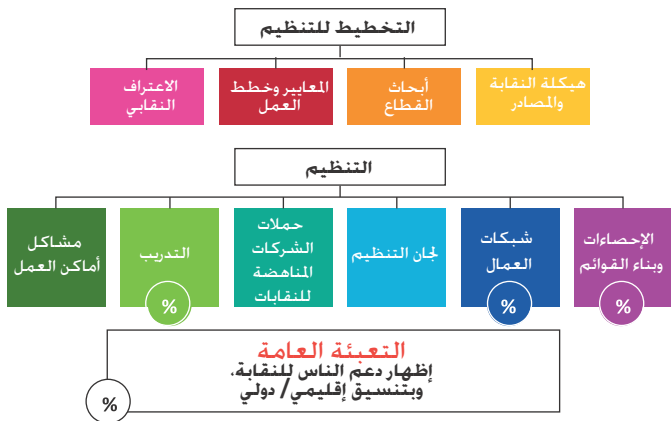 التخطيط للتنظيم
هيكلة النقابة
والمصادر
أبحاث
القطاع
المعايير وخطط
العمل
الاعتراف
النقابي
التنظيم
الإحصاءات
وبناء القوائم
%
شبكات
العمال
%
لجان التنظيم
حملات
الشركات
المناهضة
للنقابات
التدريب
%
مشاكل
أماكن العمل
التعبئة العامة
إظهار دعم الناس للنقابة،
وبتنسيق إقليمي/ دولي
%